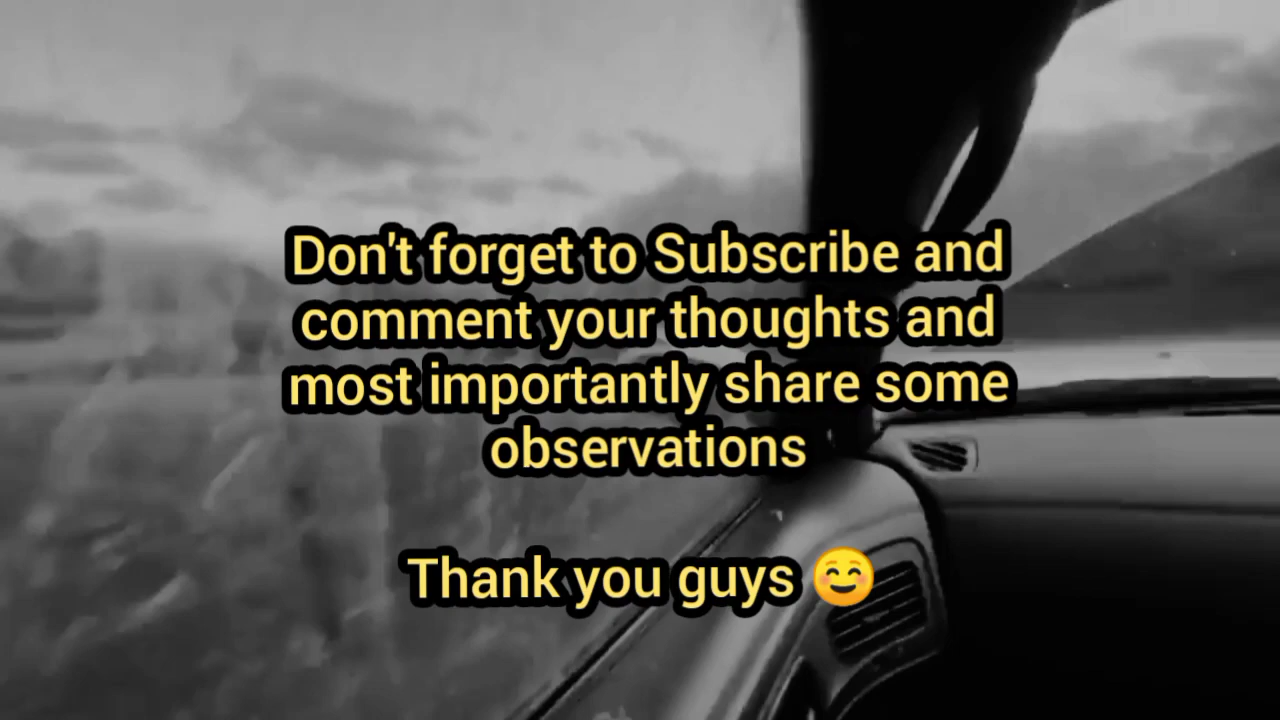 Don't forget to Subscribe and
comment your thoughts and
most importantly share some
observations
Thank you guys ☺️